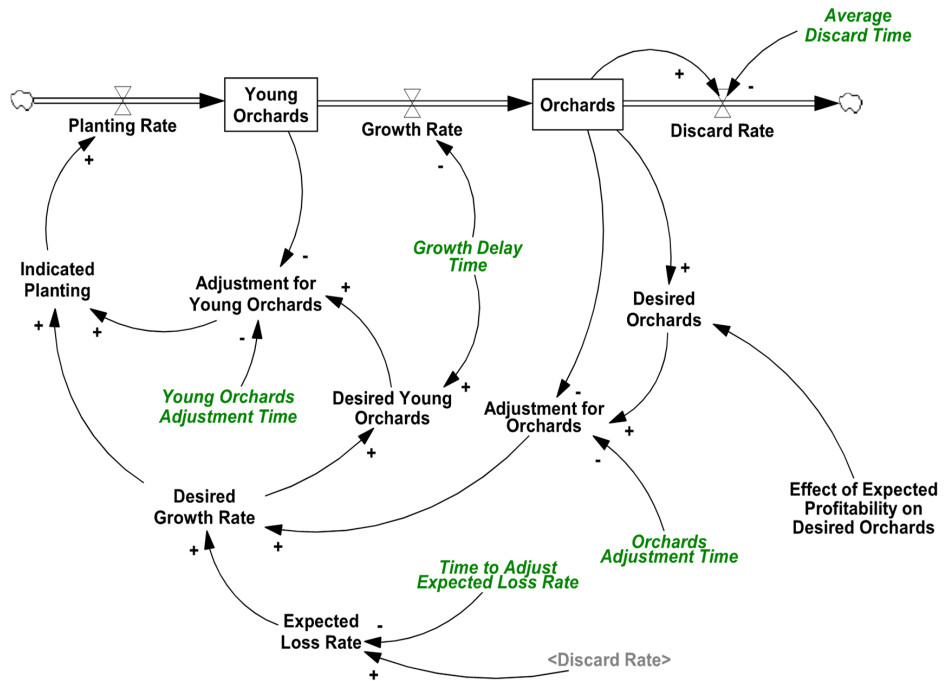 Average
Discard Time
+
-
Young
Orchards
Orchards
Planting Rate
Growth Rate
Discard Rate
+
-
Growth Delay
Time
-
+
Indicated
Planting
Adjustment for
Young Orchards
+
Desired
Orchards
+
+
-
Young Orchards
Adjustment Time
Desired Young
Orchards
+
-
Adjustment for
Orchards
+
+
-
Desired
Growth Rate
Effect of Expected
Profitability on
Desired Orchards
+
+
Orchards
Adjustment Time
Time to Adjust
Expected Loss Rate
Expected
Loss Rate
-
<Discard Rate>
+